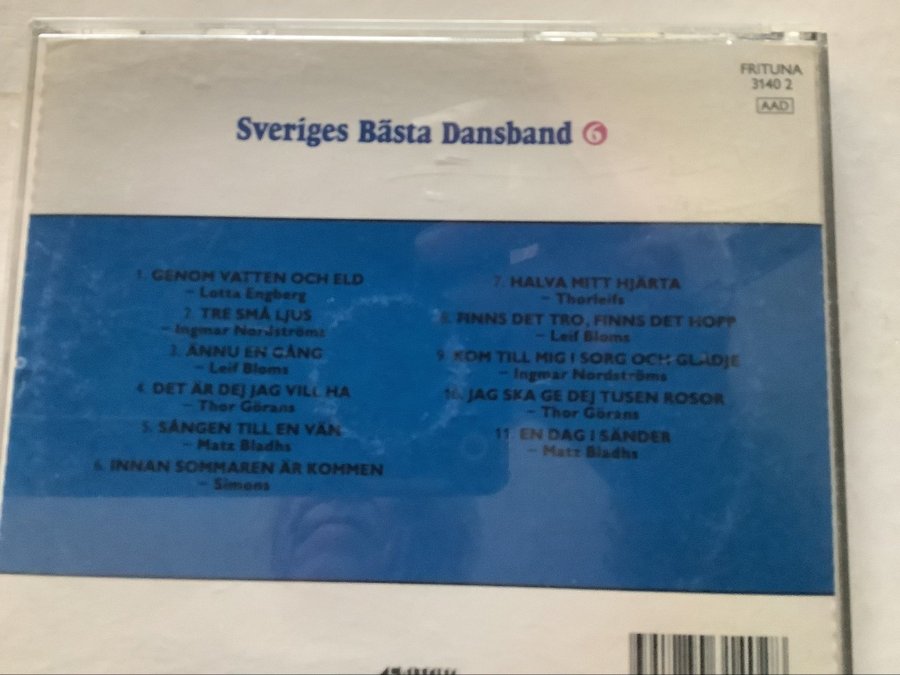 FRITUNA
3140 2
AAD
Sveriges Bästa Dansband 6
1. GENOM VATTEN OCH ELD
– Lotta Engberg
2. TRE SMÅ LJUS
– Ingmar Nordströms
3. ÄNNU EN GÅNG
– Leif Bloms
4. DET ÄR DEJ JAG VILL HA
– Thor Görans
5. SÅNGEN TILL EN VÄN
– Matz Bladhs
6. INNAN SOMMAREN ÄR KOMMEN
– Simons
7. HALVA MITT HJÄRTA
– Thorleifs
8. FINNS DET TRO, FINNS DET HOPP
– Leif Bloms
9. KOM TILL MIG I SORG OCH GLÄDJE
– Ingmar Nordströms
10. JAG SKA GE DEJ TUSEN ROSOR
– Thor Görans
11. EN DAG I SÄNDER
– Matz Bladhs